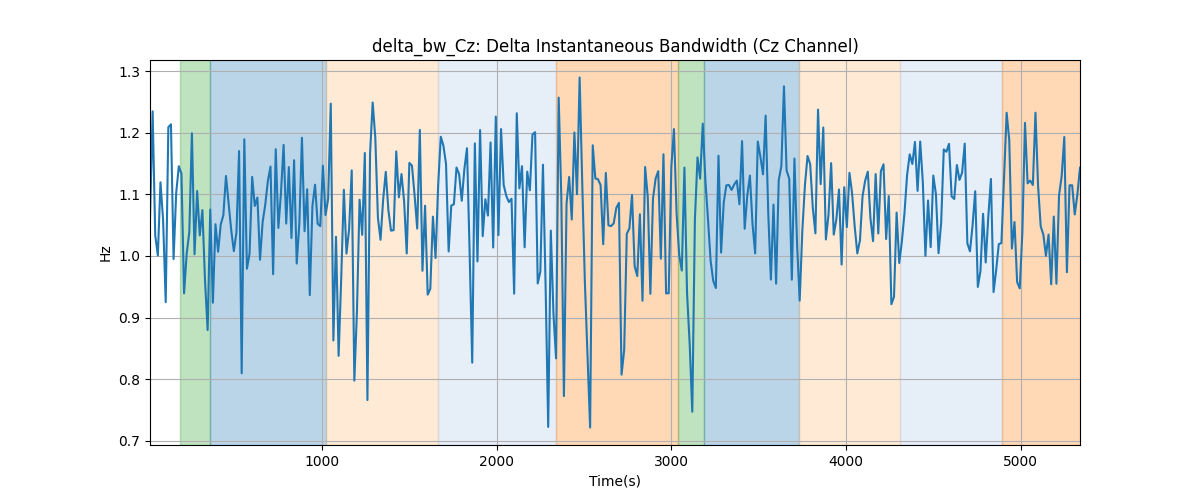 delta_bw_Cz: Delta Instantaneous Bandwidth (Cz Channel)
Hz
1.3
1.2
1.1
1.0
0.9
0.8
0.7
1000 2000 3000 4000 5000
Time(s)